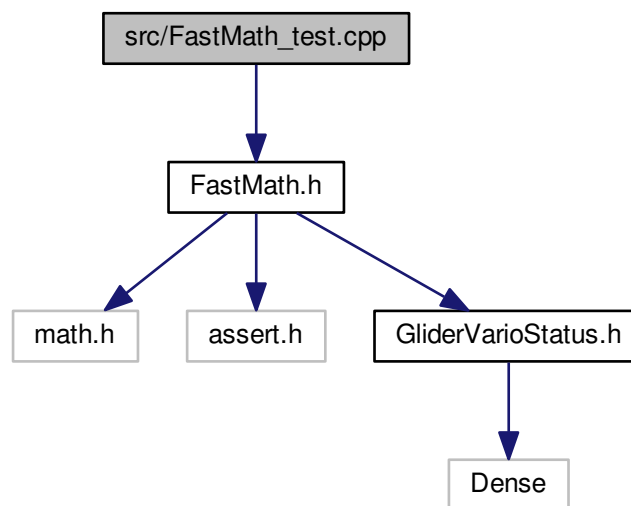 src/FastMath_test.cpp
FastMath.h
math.h
assert.h
GliderVarioStatus.h
Dense